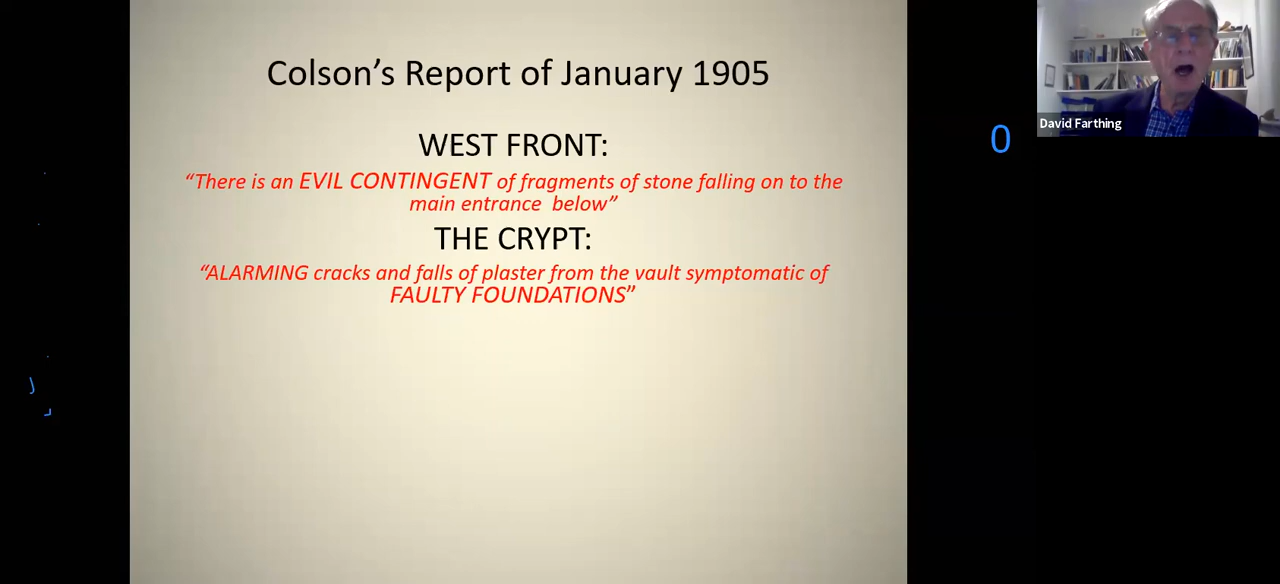 Colson’s Report of January 1905
WEST FRONT:
“There is an EVIL CONTINGENT of fragments of stone falling on to the
main entrance below”
THE CRYPT:
“ALARMING cracks and falls of plaster from the vault symptomatic of
FAULTY FOUNDATIONS”
0
David Farthing